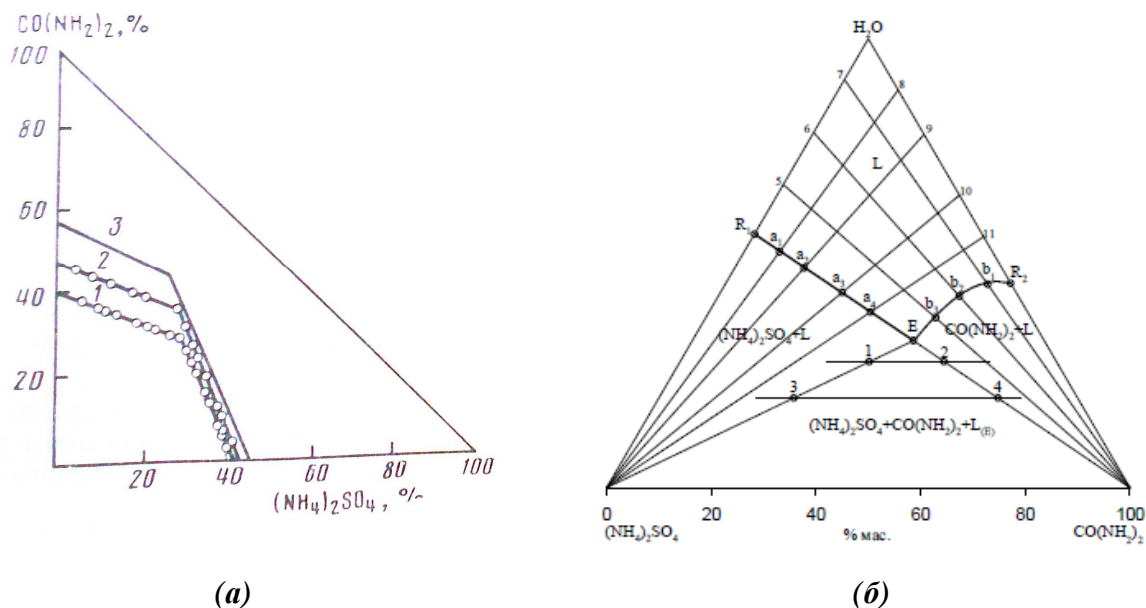 CO(NH₂)₂,%
100
80
60
40
20
3
2
1
20
40
60
80
100
(NH₄)₂SO₄, %
(а)
H₂O
7
8
6
9
L
5
10
11
R₁
a₁
a₂
a₃
a₄
b₁
R₂
b₂
b₃
E
(NH₄)₂SO₄+L
CO(NH₂)₂+L
1
2
3
4
(NH₄)₂SO₄+CO(NH₂)₂+L₍E₎
0
20
40
60
80
100
(NH₄)₂SO₄
% мас.
CO(NH₂)₂
(б)